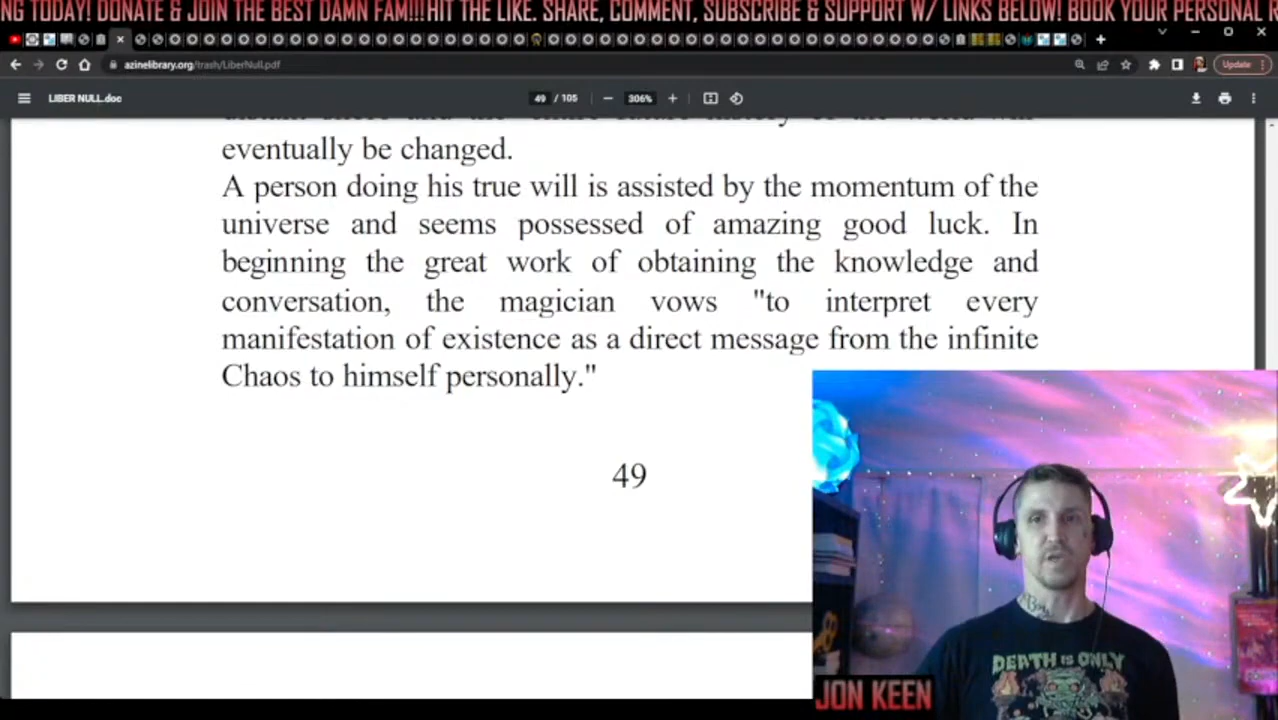 NG TODAY! DONATE & JOIN THE BEST DAMN FAM!!! HIT THE LIKE. SHARE, COMMENT, SUBSCRIBE & SUPPORT W/ LINKS BELOW! BOOK YOUR PERSONAL R
azinelibrary.org/trash/LiberNull.pdf
Update
LIBER NULL.doc
49 / 105
306%
eventually be changed.
A person doing his true will is assisted by the momentum of the
universe and seems possessed of amazing good luck. In
beginning the great work of obtaining the knowledge and
conversation, the magician vows "to interpret every
manifestation of existence as a direct message from the infinite
Chaos to himself personally."
49
DEATH IS ONLY
JON KEEN